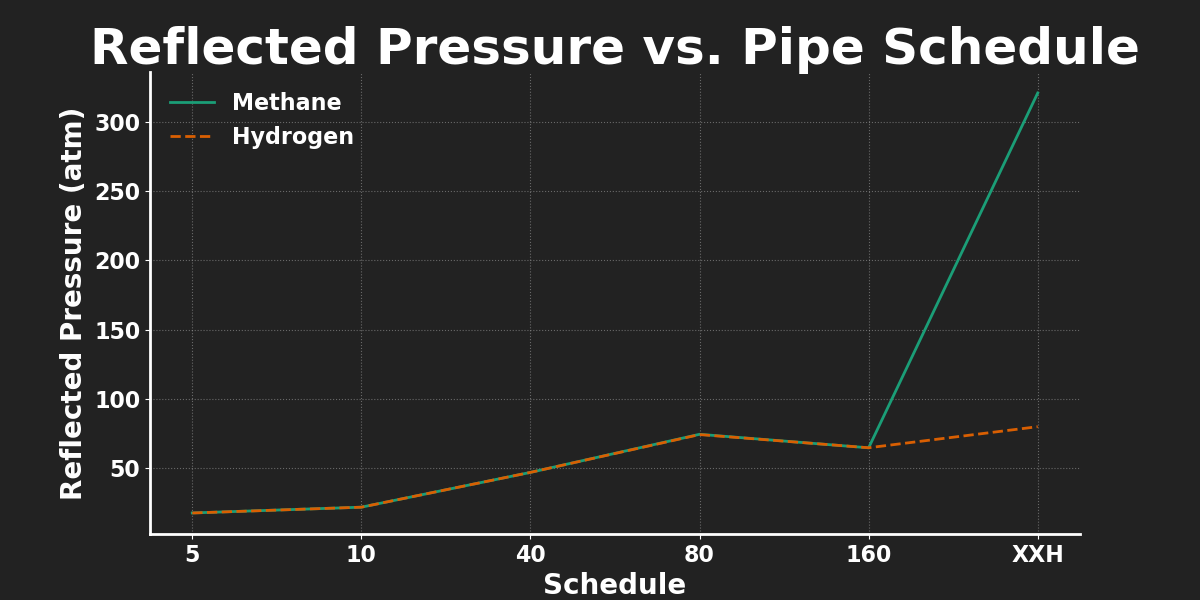 Reflected Pressure vs. Pipe Schedule
Methane
Hydrogen
Reflected Pressure (atm)
300
250
200
150
100
50
5 10 40 80 160 XXH
Schedule